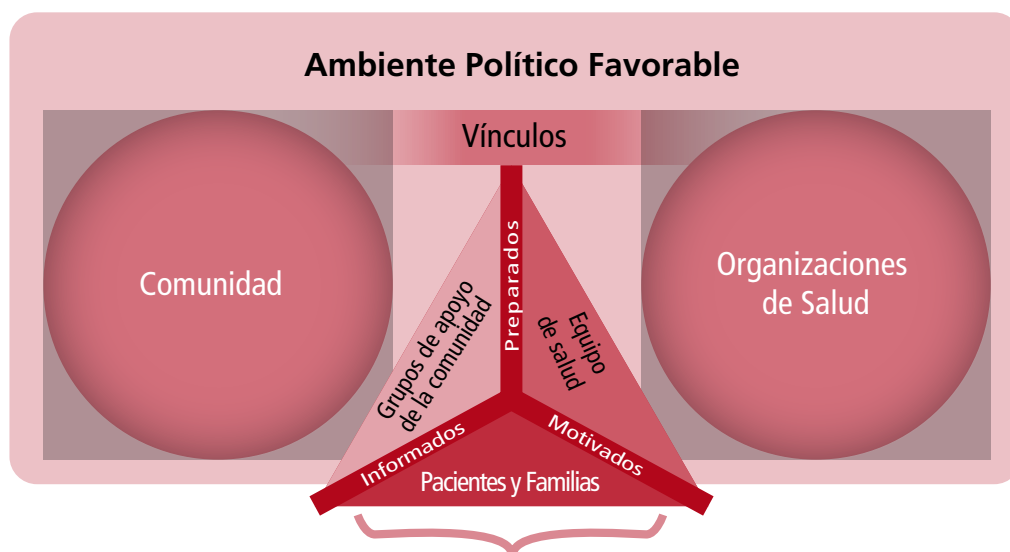 Ambiente Político Favorable
Vínculos
Comunidad
Organizaciones
de Salud
Preparados
Grupos de apoyo
de la comunidad
Equipo
de salud
Informados
Motivados
Pacientes y Familias